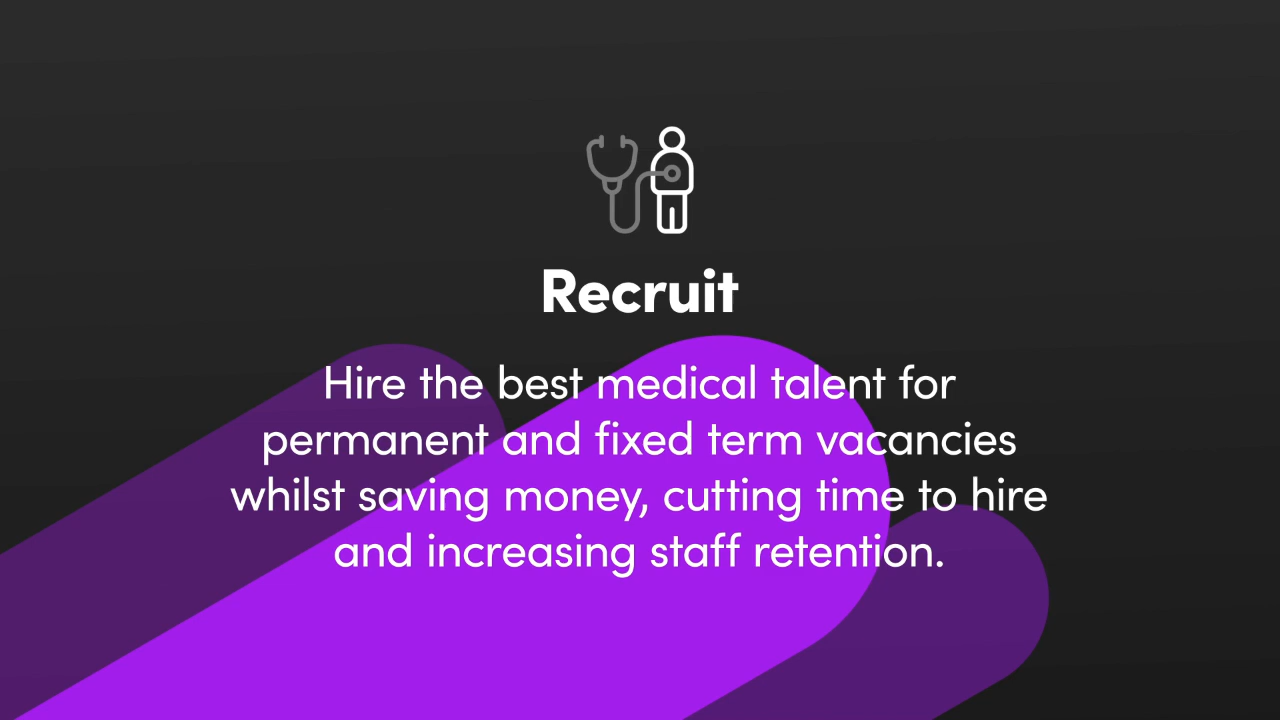 Recruit
Hire the best medical talent for
permanent and fixed term vacancies
whilst saving money, cutting time to hire
and increasing staff retention.